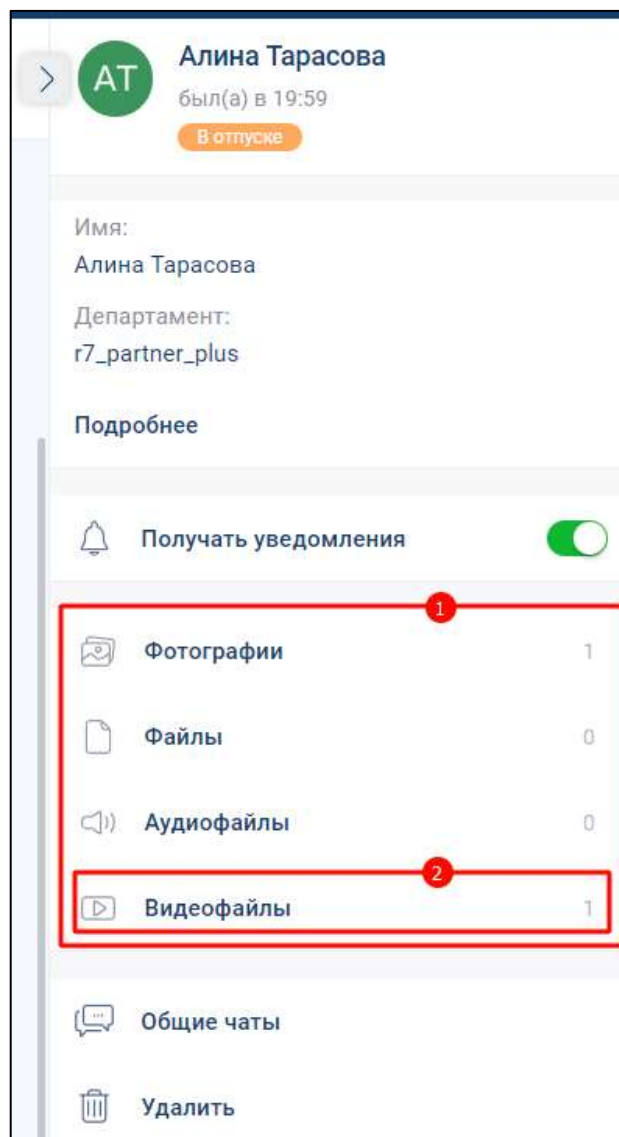 АТ
Алина Тарасова
был(а) в 19:59
В отпуске
Имя:
Алина Тарасова
Департамент:
r7_partner_plus
Подробнее
Получать уведомления
1
Фотографии 1
Файлы 0
Аудиофайлы 0
2
Видеофайлы 1
Общие чаты
Удалить